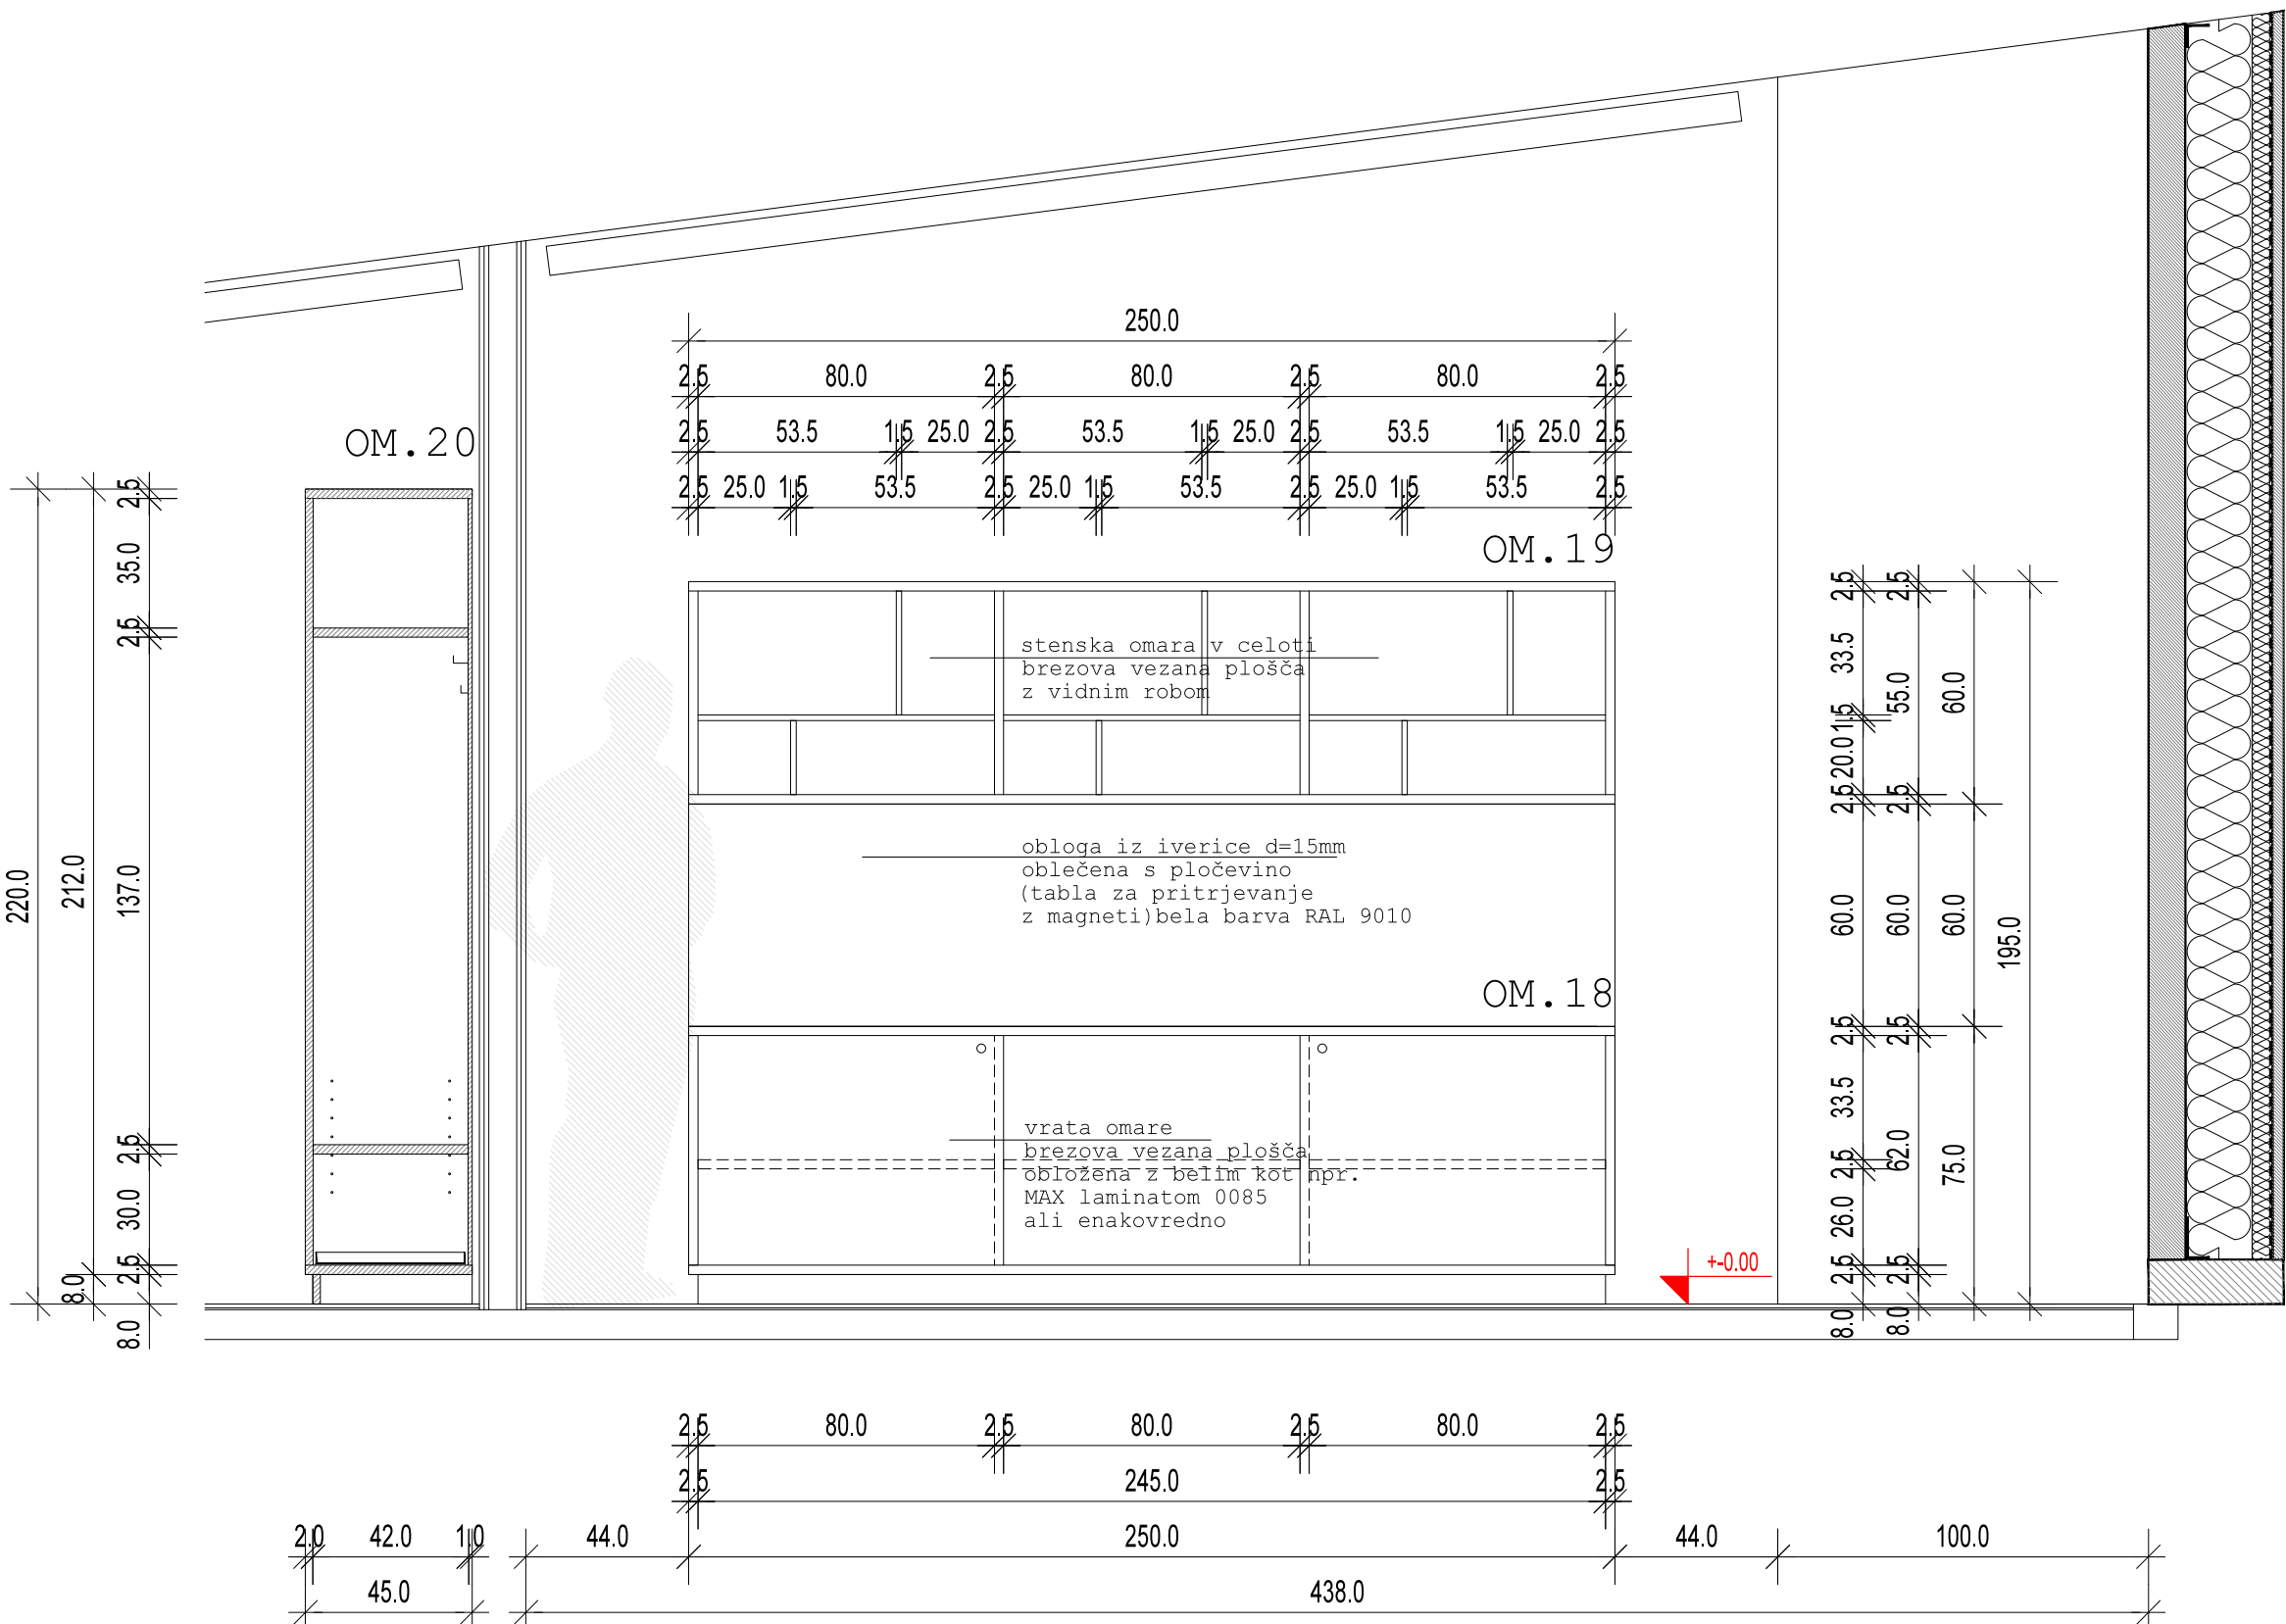 250.0
2.5 80.0 2.5 80.0 2.5 80.0 2.5
2.5 53.5 1.5 25.0 2.5 53.5 1.5 25.0 2.5 53.5 1.5 25.0 2.5
2.5 25.0 1.5 53.5 2.5 25.0 1.5 53.5 2.5 25.0 1.5 53.5 2.5
OM.20
220.0
212.0
8.0
2.5
35.0
2.5
137.0
2.5
30.0
2.5
8.0
OM.19
stenska omara v celoti
brezova vezana plošča
z vidnim robom
obloga iz iverice d=15mm
oblečena s pločevino
(tabla za pritrjevanje
z magneti)bela barva RAL 9010
OM.18
vrata omare
brezova vezana plošča
obložena z belim kot npr.
MAX laminatom 0085
ali enakovredno
+-0.00
2.5
33.5
1.5
20.0
2.5
60.0
2.5
33.5
2.5
26.0
2.5
8.0
2.5
55.0
2.5
60.0
2.5
62.0
2.5
8.0
60.0
60.0
75.0
195.0
2.5 80.0 2.5 80.0 2.5 80.0 2.5
2.5 245.0 2.5
2.0 42.0 1.0 44.0 250.0 44.0 100.0
45.0 438.0